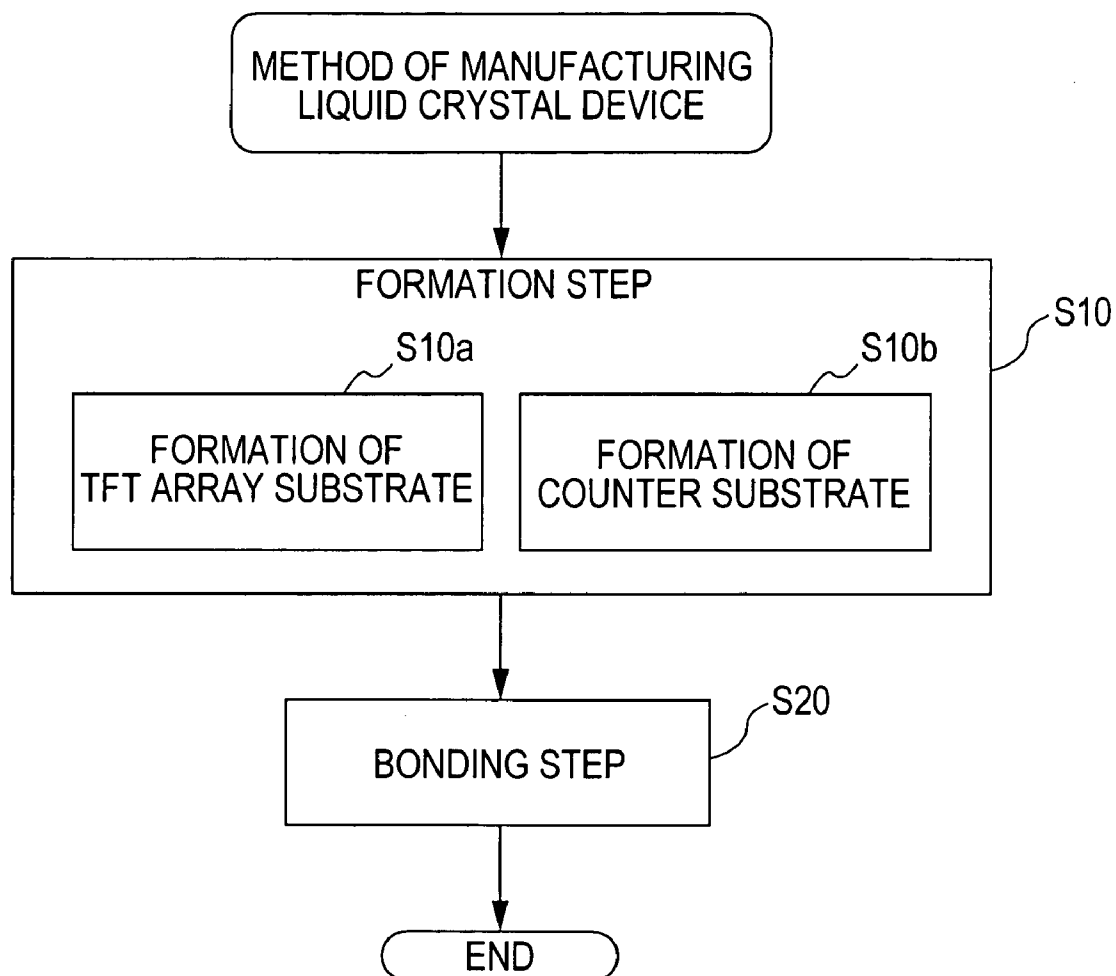 METHOD OF MANUFACTURING
LIQUID CRYSTAL DEVICE
FORMATION STEP
S10
S10a
S10b
FORMATION OF
TFT ARRAY SUBSTRATE
FORMATION OF
COUNTER SUBSTRATE
S20
BONDING STEP
END